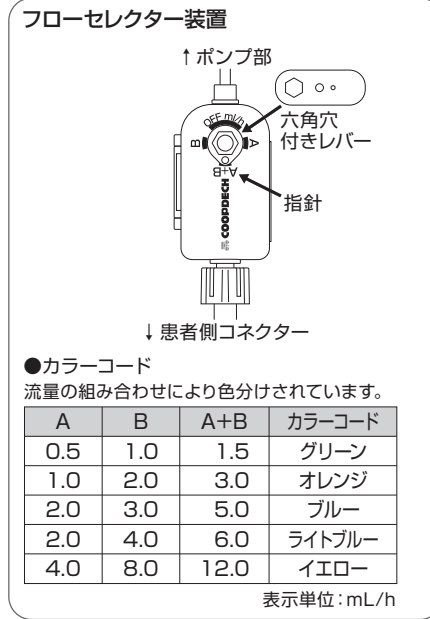 フローセレクター装置
↑ポンプ部
OFF ml/h
B
A
A+B
六角穴
付きレバー
指針
COOPDECH
↓患者側コネクター
●カラーコード
流量の組み合わせにより色分けされています。
A B A+B カラーコード
0.5 1.0 1.5 グリーン
1.0 2.0 3.0 オレンジ
2.0 3.0 5.0 ブルー
2.0 4.0 6.0 ライトブルー
4.0 8.0 12.0 イエロー
表示単位：mL/h